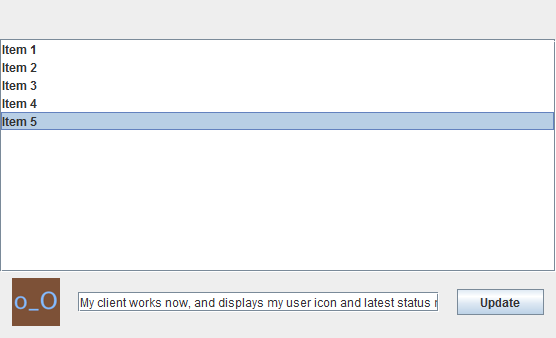 Item 1
Item 2
Item 3
Item 4
Item 5
o_O
My client works now, and displays my user icon and latest status
Update